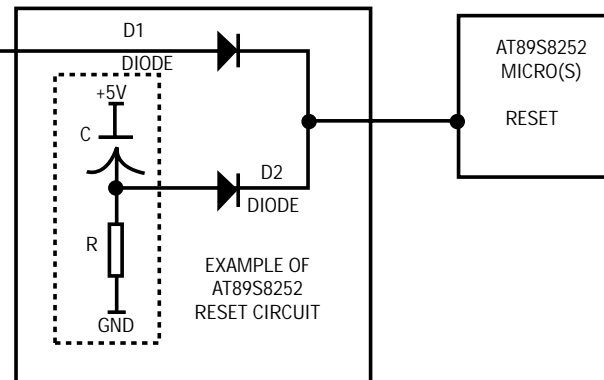 D1
DIODE
+5V
C
D2
DIODE
R
GND
EXAMPLE OF
AT89S8252
RESET CIRCUIT
AT89S8252
MICRO(S)
RESET